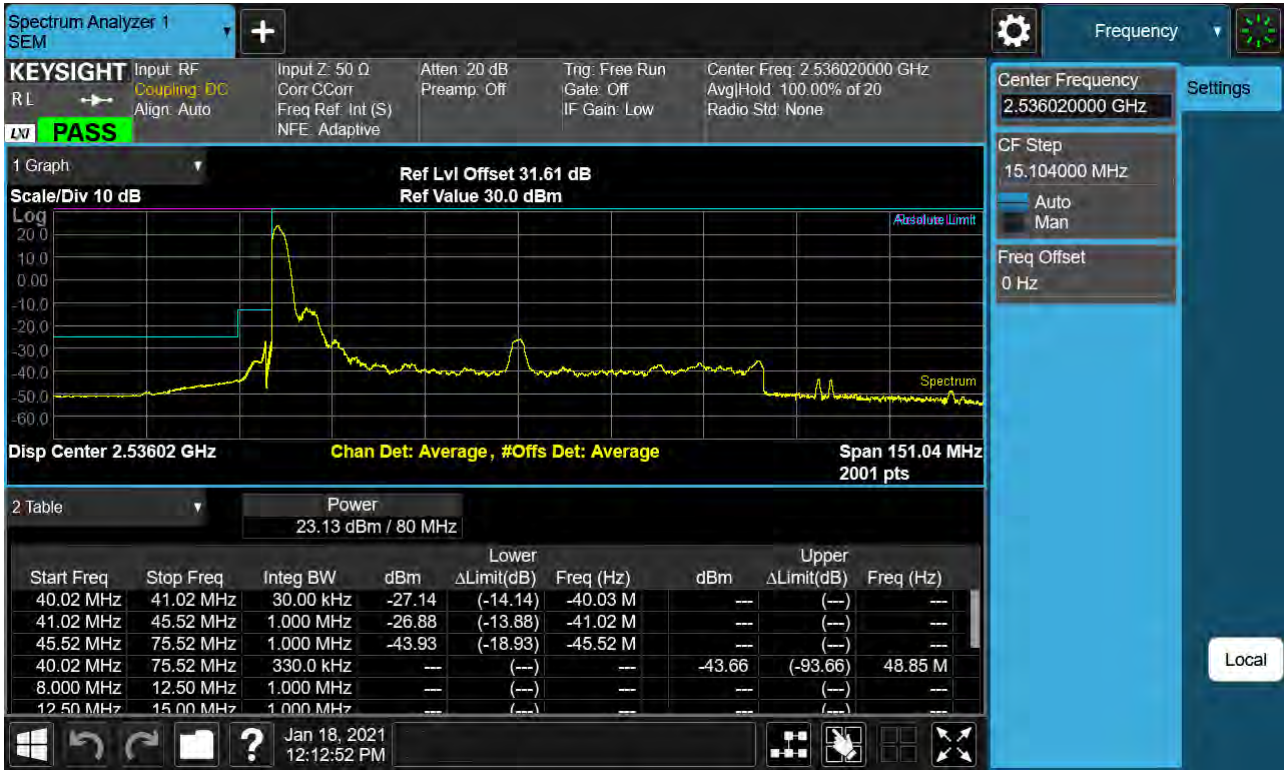 Spectrum Analyzer 1
SEM
Frequency
KEYSIGHT
Input: RF
Input Z: 50 Ω
Atten: 20 dB
Trig: Free Run
Center Freq: 2.536020000 GHz
RL
Coupling: DC
Corr CCorr
Preamp: Off
Gate: Off
Avg|Hold: 100.00% of 20
Align: Auto
Freq Ref: Int (S)
IF Gain: Low
Radio Std: None
LXI
PASS
NFE: Adaptive
Center Frequency
2.536020000 GHz
Settings
CF Step
15.104000 MHz
Auto
Man
Freq Offset
0 Hz
1 Graph
Ref Lvl Offset 31.61 dB
Scale/Div 10 dB
Ref Value 30.0 dBm
Log
Absolute Limit
20.0
10.0
0.00
-10.0
-20.0
-30.0
-40.0
Spectrum
-50.0
-60.0
Disp Center 2.53602 GHz
Chan Det: Average , #Offs Det: Average
Span 151.04 MHz
2001 pts
2 Table
Power
23.13 dBm / 80 MHz
Lower Upper
Start Freq Stop Freq Integ BW dBm ΔLimit(dB) Freq (Hz) dBm ΔLimit(dB) Freq (Hz)
40.02 MHz 41.02 MHz 30.00 kHz -27.14 (-14.14) -40.03 M --- (---) ---
41.02 MHz 45.52 MHz 1.000 MHz -26.88 (-13.88) -41.02 M --- (---) ---
45.52 MHz 75.52 MHz 1.000 MHz -43.93 (-18.93) -45.52 M --- (---) ---
40.02 MHz 75.52 MHz 330.0 kHz --- (---) --- -43.66 (-93.66) 48.85 M
8.000 MHz 12.50 MHz 1.000 MHz --- (---) --- --- (---) ---
12.50 MHz 15.00 MHz 1.000 MHz --- (---) --- --- (---) ---
Local
?
Jan 18, 2021
12:12:52 PM